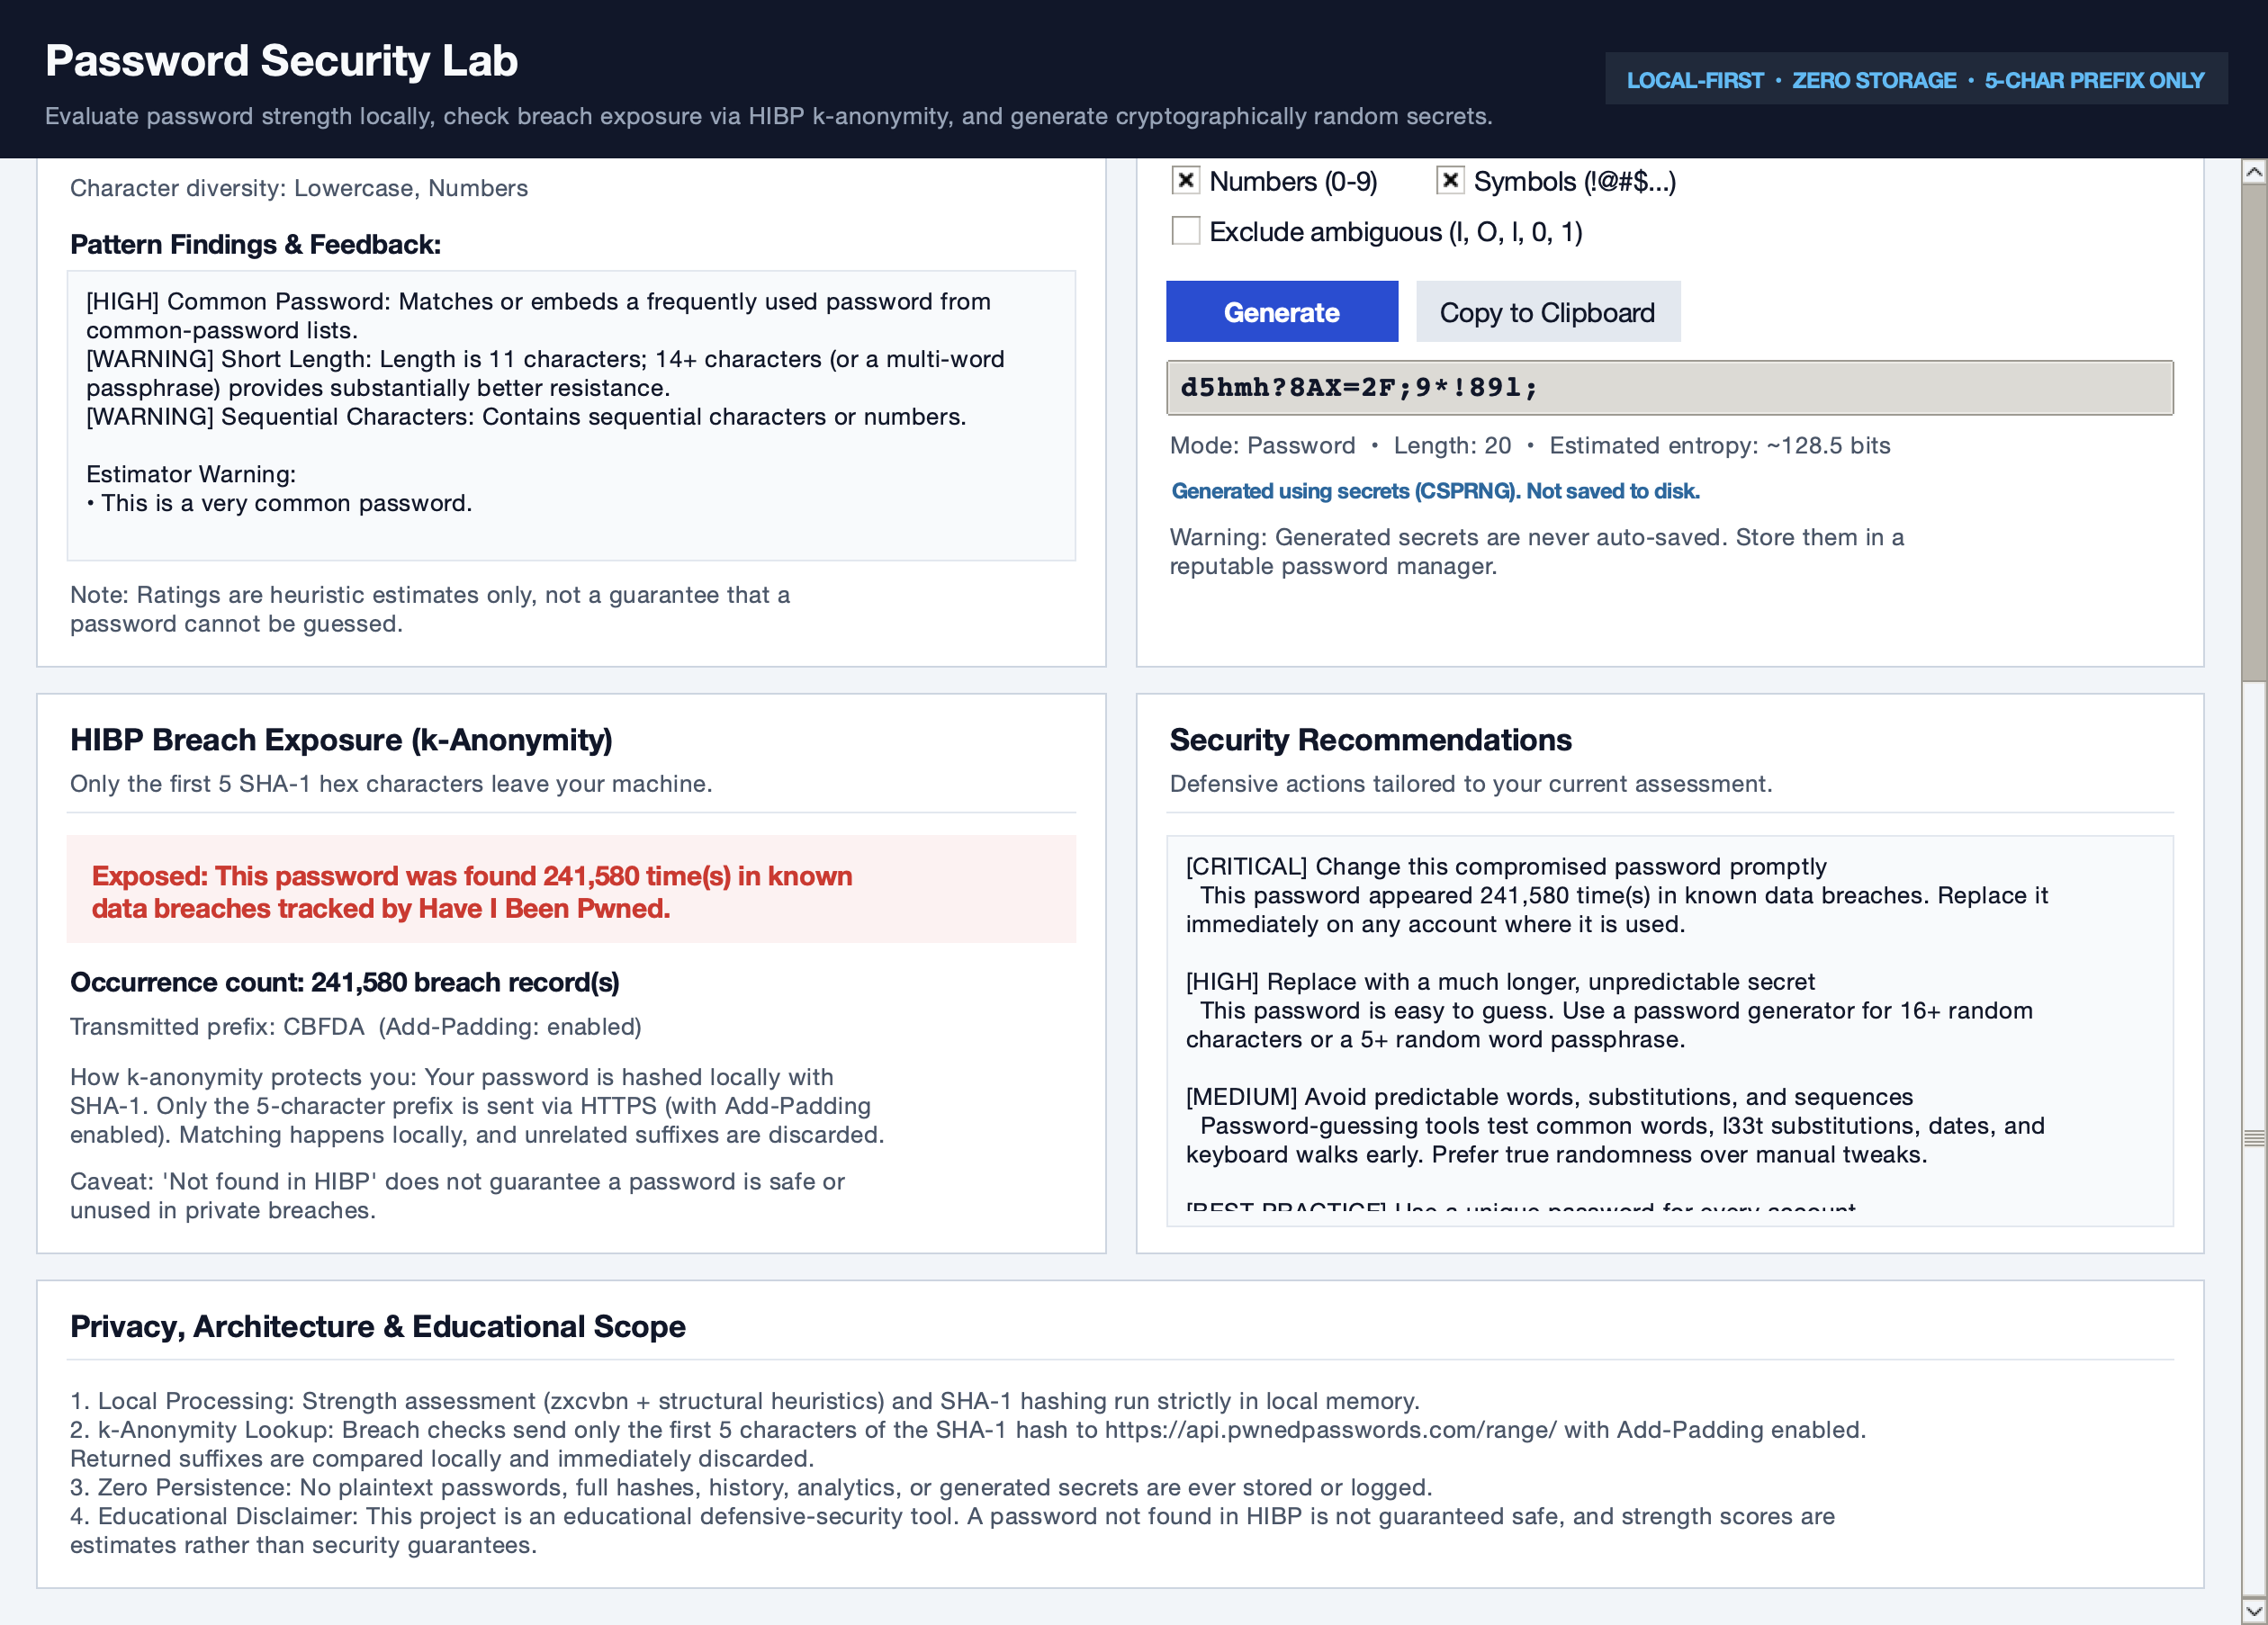 Password Security Lab
Evaluate password strength locally, check breach exposure via HIBP k-anonymity, and generate cryptographically random secrets.
LOCAL-FIRST • ZERO STORAGE • 5-CHAR PREFIX ONLY
Character diversity: Lowercase, Numbers
Pattern Findings & Feedback:
[HIGH] Common Password: Matches or embeds a frequently used password from
common-password lists.
[WARNING] Short Length: Length is 11 characters; 14+ characters (or a multi-word
passphrase) provides substantially better resistance.
[WARNING] Sequential Characters: Contains sequential characters or numbers.
Estimator Warning:
• This is a very common password.
Note: Ratings are heuristic estimates only, not a guarantee that a
password cannot be guessed.
Numbers (0-9) Symbols (!@#$...)
Exclude ambiguous (I, O, l, 0, 1)
Generate Copy to Clipboard
d5hmh?8AX=2F;9*!89l;
Mode: Password • Length: 20 • Estimated entropy: ~128.5 bits
Generated using secrets (CSPRNG). Not saved to disk.
Warning: Generated secrets are never auto-saved. Store them in a
reputable password manager.
HIBP Breach Exposure (k-Anonymity)
Only the first 5 SHA-1 hex characters leave your machine.
Exposed: This password was found 241,580 time(s) in known
data breaches tracked by Have I Been Pwned.
Occurrence count: 241,580 breach record(s)
Transmitted prefix: CBFDA (Add-Padding: enabled)
How k-anonymity protects you: Your password is hashed locally with
SHA-1. Only the 5-character prefix is sent via HTTPS (with Add-Padding
enabled). Matching happens locally, and unrelated suffixes are discarded.
Caveat: 'Not found in HIBP' does not guarantee a password is safe or
unused in private breaches.
Security Recommendations
Defensive actions tailored to your current assessment.
[CRITICAL] Change this compromised password promptly
This password appeared 241,580 time(s) in known data breaches. Replace it
immediately on any account where it is used.
[HIGH] Replace with a much longer, unpredictable secret
This password is easy to guess. Use a password generator for 16+ random
characters or a 5+ random word passphrase.
[MEDIUM] Avoid predictable words, substitutions, and sequences
Password-guessing tools test common words, l33t substitutions, dates, and
keyboard walks early. Prefer true randomness over manual tweaks.
[BEST PRACTICE] Use a unique password for every account
Privacy, Architecture & Educational Scope
1. Local Processing: Strength assessment (zxcvbn + structural heuristics) and SHA-1 hashing run strictly in local memory.
2. k-Anonymity Lookup: Breach checks send only the first 5 characters of the SHA-1 hash to https://api.pwnedpasswords.com/range/ with Add-Padding enabled.
Returned suffixes are compared locally and immediately discarded.
3. Zero Persistence: No plaintext passwords, full hashes, history, analytics, or generated secrets are ever stored or logged.
4. Educational Disclaimer: This project is an educational defensive-security tool. A password not found in HIBP is not guaranteed safe, and strength scores are
estimates rather than security guarantees.